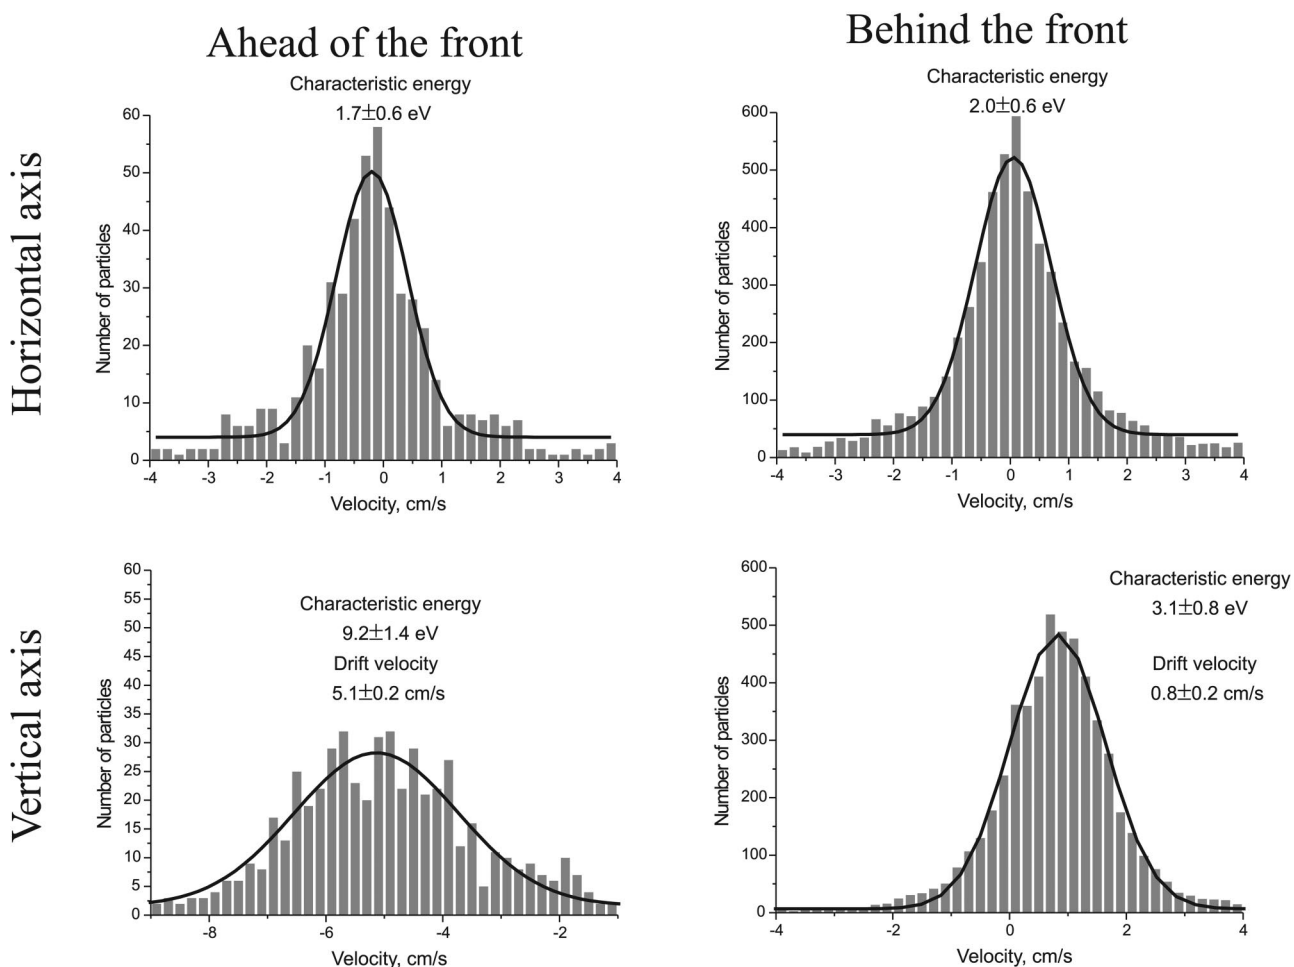 Ahead of the front
Behind the front
Horizontal axis
Characteristic energy
1.7±0.6 eV
60
50
40
30
20
10
0
Number of particles
-4 -3 -2 -1 0 1 2 3 4
Velocity, cm/s
Characteristic energy
2.0±0.6 eV
600
500
400
300
200
100
0
Number of particles
-4 -3 -2 -1 0 1 2 3 4
Velocity, cm/s
Vertical axis
60
55
50
45
40
35
30
25
20
15
10
5
0
Number of particles
Characteristic energy
9.2±1.4 eV
Drift velocity
5.1±0.2 cm/s
-8 -6 -4 -2
Velocity, cm/s
600
500
400
300
200
100
0
Number of particles
Characteristic energy
3.1±0.8 eV
Drift velocity
0.8±0.2 cm/s
-4 -2 0 2 4
Velocity, cm/s